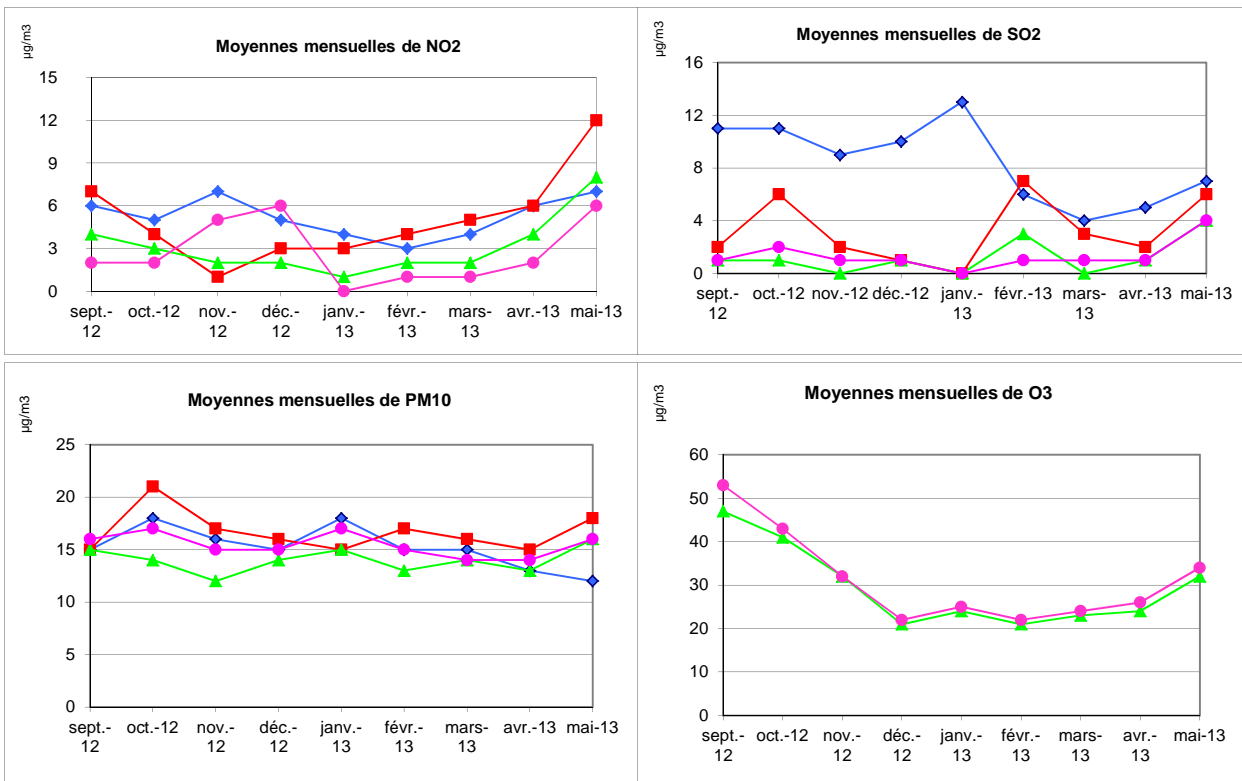 µg/m3
Moyennes mensuelles de NO2
15
12
9
6
3
0
sept.-12 oct.-12 nov.-12 déc.-12 janv.-13 févr.-13 mars-13 avr.-13 mai-13
µg/m3
Moyennes mensuelles de SO2
16
12
8
4
0
sept.-12 oct.-12 nov.-12 déc.-12 janv.-13 févr.-13 mars-13 avr.-13 mai-13
µg/m3
Moyennes mensuelles de PM10
25
20
15
10
5
0
sept.-12 oct.-12 nov.-12 déc.-12 janv.-13 févr.-13 mars-13 avr.-13 mai-13
µg/m3
Moyennes mensuelles de O3
60
50
40
30
20
10
0
sept.-12 oct.-12 nov.-12 déc.-12 janv.-13 févr.-13 mars-13 avr.-13 mai-13